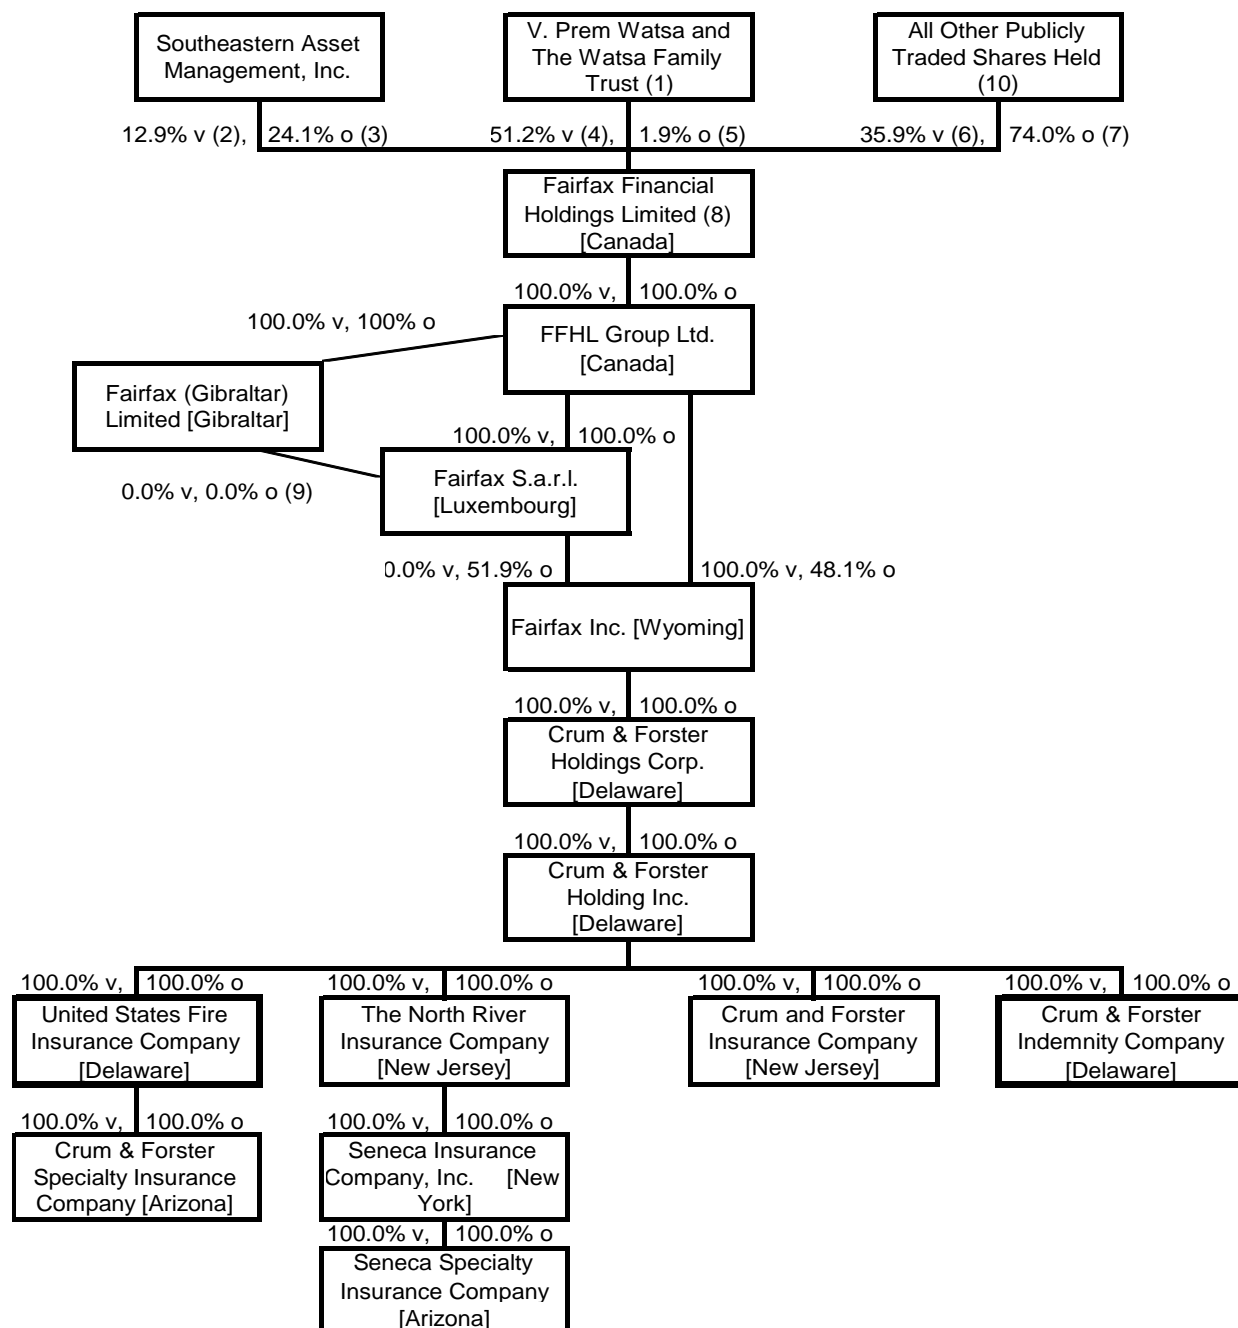 Southeastern Asset
Management, Inc.
V. Prem Watsa and
The Watsa Family
Trust (1)
All Other Publicly
Traded Shares Held
(10)
12.9% v (2), 24.1% o (3)
51.2% v (4), 1.9% o (5)
35.9% v (6), 74.0% o (7)
Fairfax Financial
Holdings Limited (8)
[Canada]
100.0% v, 100.0% o
100.0% v, 100% o
FFHL Group Ltd.
[Canada]
Fairfax (Gibraltar)
Limited [Gibraltar]
100.0% v, 100.0% o
0.0% v, 0.0% o (9)
Fairfax S.a.r.l.
[Luxembourg]
0.0% v, 51.9% o
100.0% v, 48.1% o
Fairfax Inc. [Wyoming]
100.0% v, 100.0% o
Crum & Forster
Holdings Corp.
[Delaware]
100.0% v, 100.0% o
Crum & Forster
Holding Inc.
[Delaware]
100.0% v, 100.0% o
100.0% v, 100.0% o
100.0% v, 100.0% o
100.0% v, 100.0% o
United States Fire
Insurance Company
[Delaware]
The North River
Insurance Company
[New Jersey]
Crum and Forster
Insurance Company
[New Jersey]
Crum & Forster
Indemnity Company
[Delaware]
100.0% v, 100.0% o
100.0% v, 100.0% o
Crum & Forster
Specialty Insurance
Company [Arizona]
Seneca Insurance
Company, Inc. [New
York]
100.0% v, 100.0% o
Seneca Specialty
Insurance Company
[Arizona]